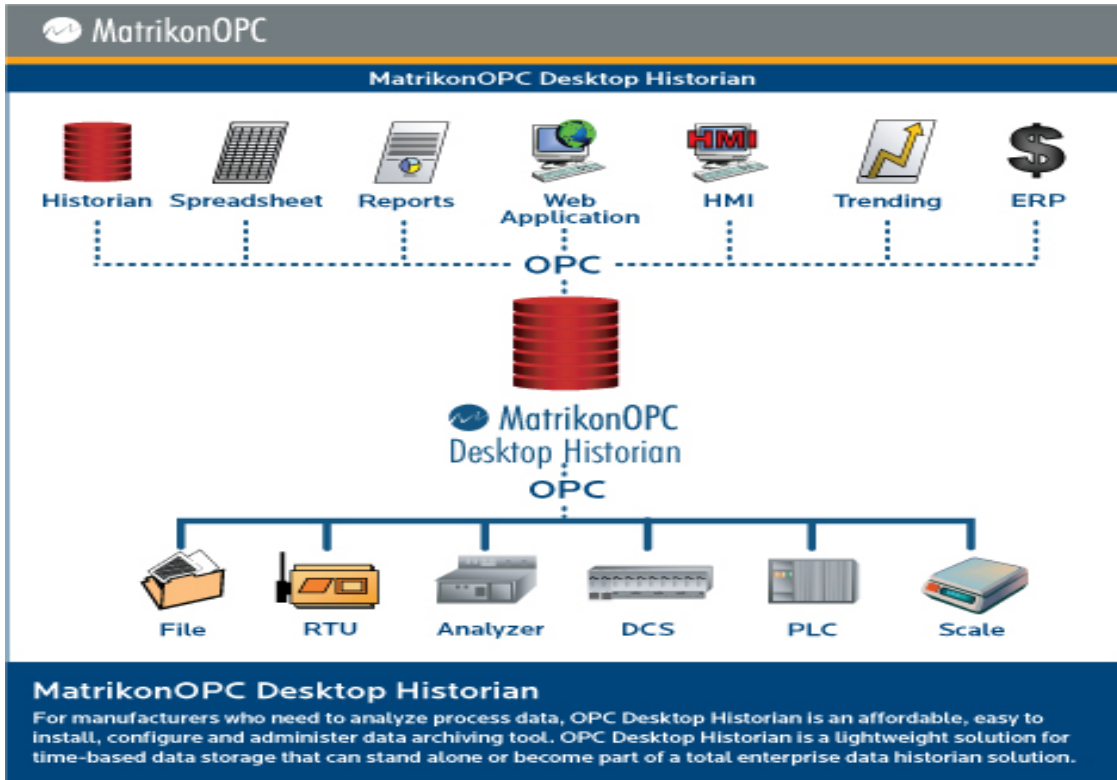 MatrikonOPC
MatrikonOPC Desktop Historian
Historian Spreadsheet Reports Web Application HMI Trending ERP
HMI
OPC
MatrikonOPC
Desktop Historian
OPC
File RTU Analyzer DCS PLC Scale
MatrikonOPC Desktop Historian
For manufacturers who need to analyze process data, OPC Desktop Historian is an affordable, easy to
install, configure and administer data archiving tool. OPC Desktop Historian is a lightweight solution for
time-based data storage that can stand alone or become part of a total enterprise data historian solution.